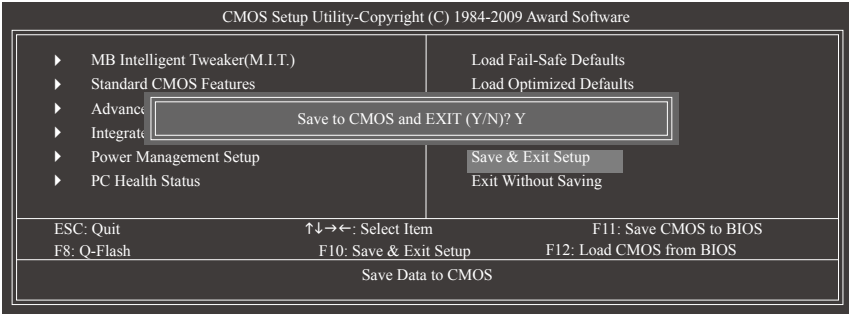 CMOS Setup Utility-Copyright (C) 1984-2009 Award Software
MB Intelligent Tweaker(M.I.T.)
Standard CMOS Features
Advance
Integrate
Power Management Setup
PC Health Status
Load Fail-Safe Defaults
Load Optimized Defaults
Save & Exit Setup
Exit Without Saving
Save to CMOS and EXIT (Y/N)? Y
ESC: Quit ↑↓→←: Select Item F11: Save CMOS to BIOS
F8: Q-Flash F10: Save & Exit Setup F12: Load CMOS from BIOS
Save Data to CMOS